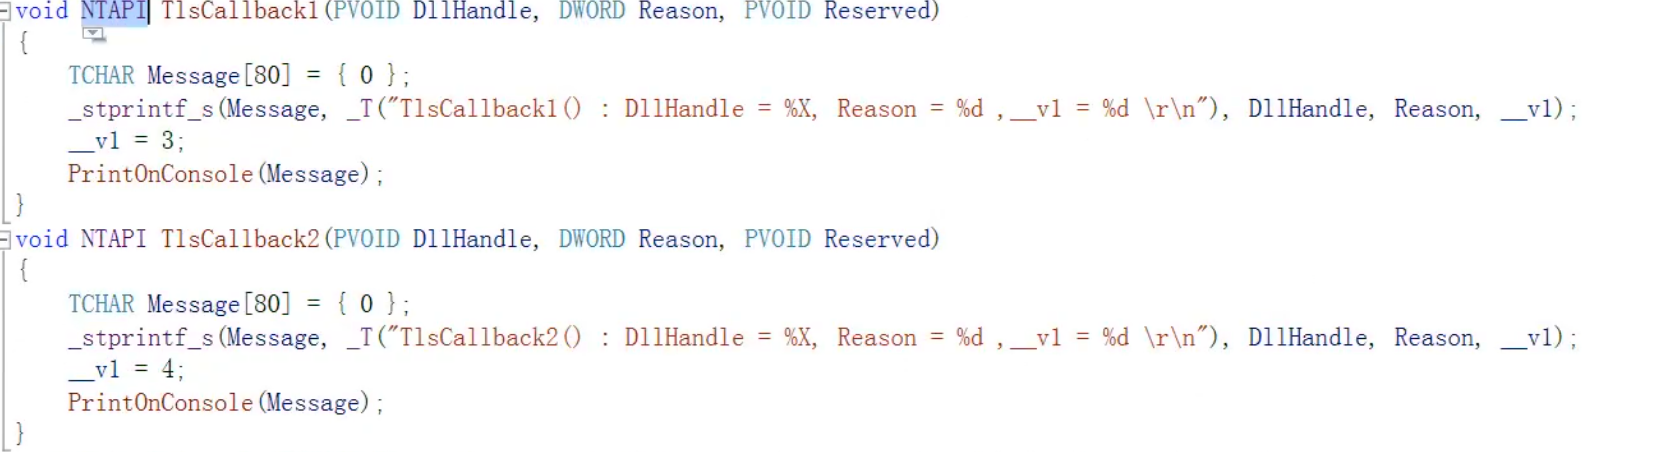 void NTAPI TlsCallback1(PVOID DllHandle, DWORD Reason, PVOID Reserved)
{
    TCHAR Message[80] = { 0 };
    _stprintf_s(Message, _T("TlsCallback1() : DllHandle = %X, Reason = %d ,__v1 = %d \r\n"), DllHandle, Reason, __v1);
    __v1 = 3;
    PrintOnConsole(Message);
}
void NTAPI TlsCallback2(PVOID DllHandle, DWORD Reason, PVOID Reserved)
{
    TCHAR Message[80] = { 0 };
    _stprintf_s(Message, _T("TlsCallback2() : DllHandle = %X, Reason = %d ,__v1 = %d \r\n"), DllHandle, Reason, __v1);
    __v1 = 4;
    PrintOnConsole(Message);
}